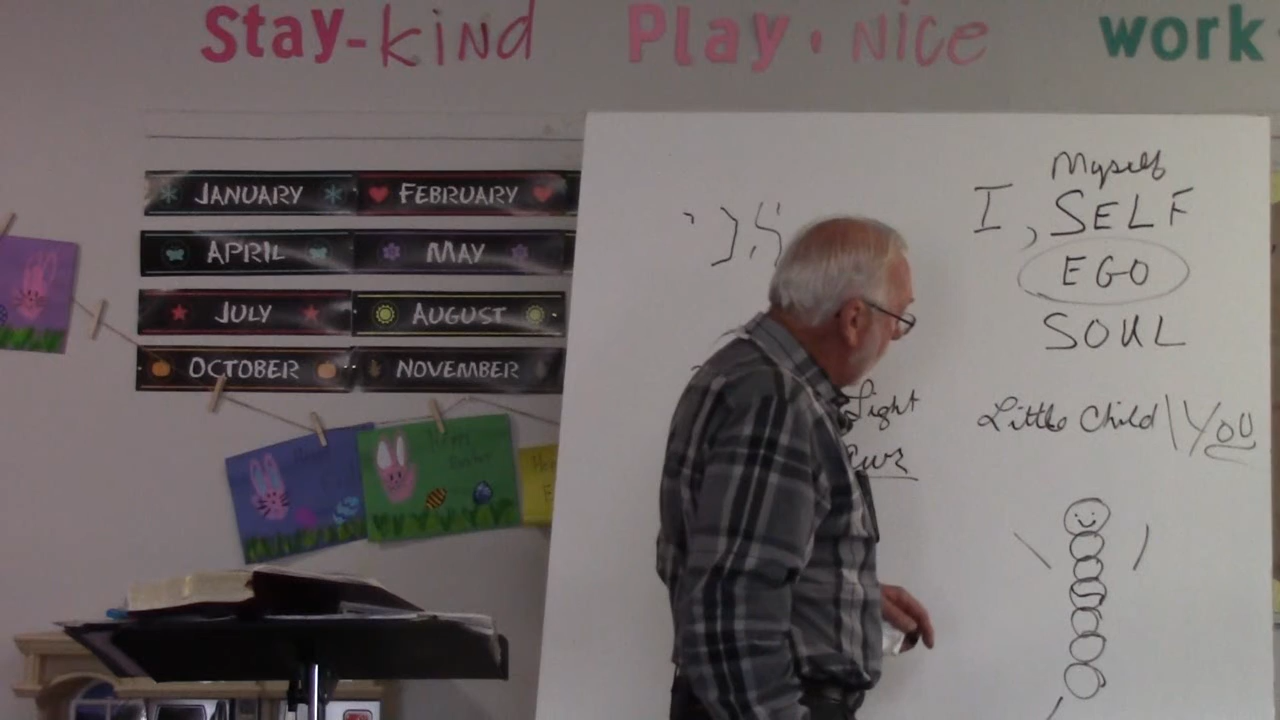 Stay-kind Play • nice work
JANUARY FEBRUARY
APRIL MAY
JULY AUGUST
OCTOBER NOVEMBER
Myself
I, SELF
EGO
SOUL
Light
Little Child \ YOU